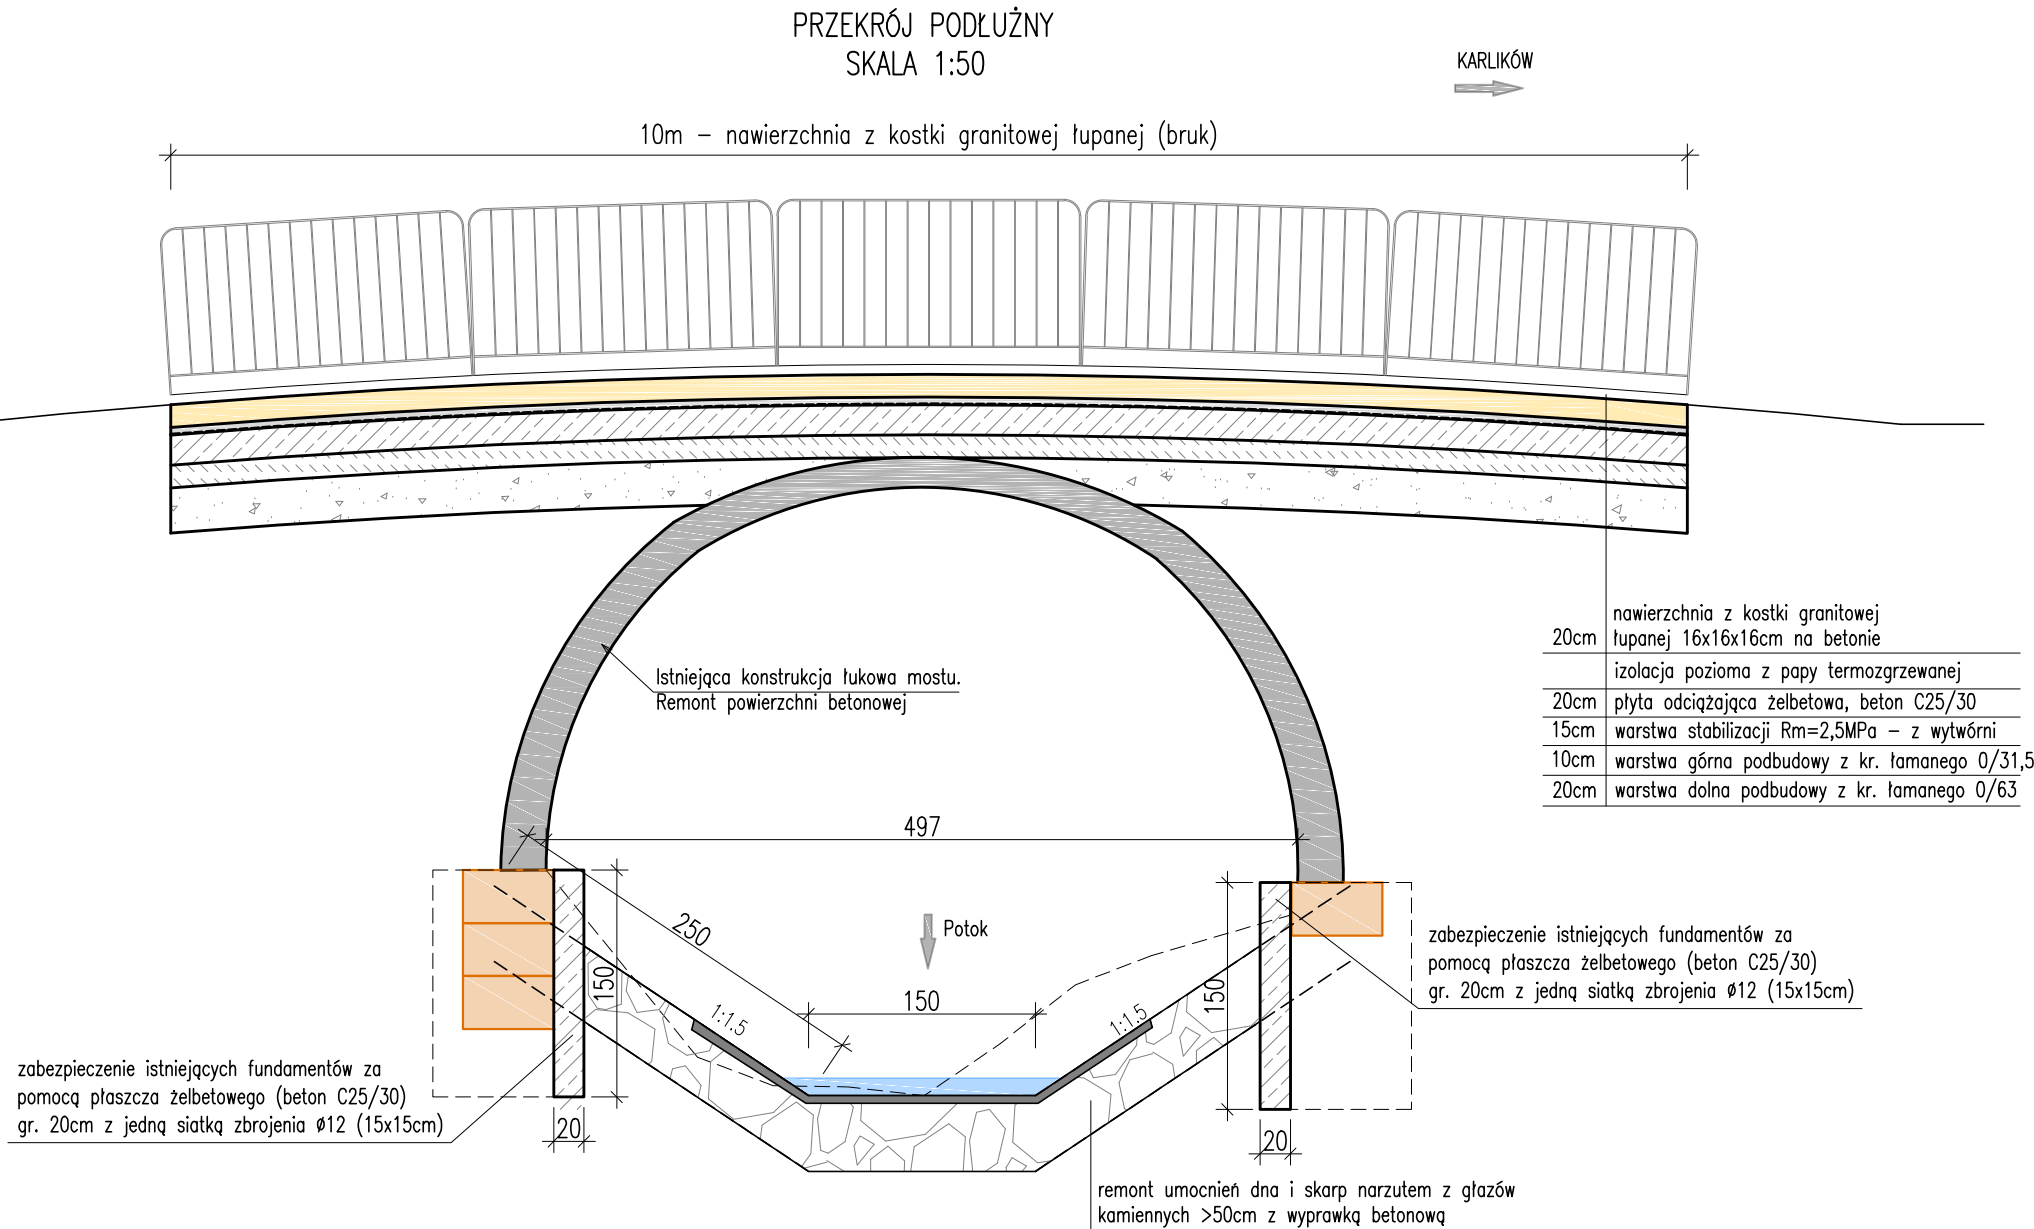 PRZEKRÓJ PODŁUŻNY
SKALA 1:50
KARLIKÓW
10m – nawierzchnia z kostki granitowej łupanej (bruk)
nawierzchnia z kostki granitowej
20cm łupanej 16x16x16cm na betonie
izolacja pozioma z papy termozgrzewanej
20cm płyta odciążająca żelbetowa, beton C25/30
15cm warstwa stabilizacji Rm=2,5MPa – z wytwórni
10cm warstwa górna podbudowy z kr. łamanego 0/31,5
20cm warstwa dolna podbudowy z kr. łamanego 0/63
Istniejąca konstrukcja łukowa mostu.
Remont powierzchni betonowej
497
250
Potok
150
150
150
1:1.5
1:1.5
zabezpieczenie istniejących fundamentów za
pomocą płaszcza żelbetowego (beton C25/30)
gr. 20cm z jedną siatką zbrojenia ø12 (15x15cm)
zabezpieczenie istniejących fundamentów za
pomocą płaszcza żelbetowego (beton C25/30)
gr. 20cm z jedną siatką zbrojenia ø12 (15x15cm)
20
20
remont umocnień dna i skarp narzutem z głazów
kamiennych >50cm z wyprawką betonową